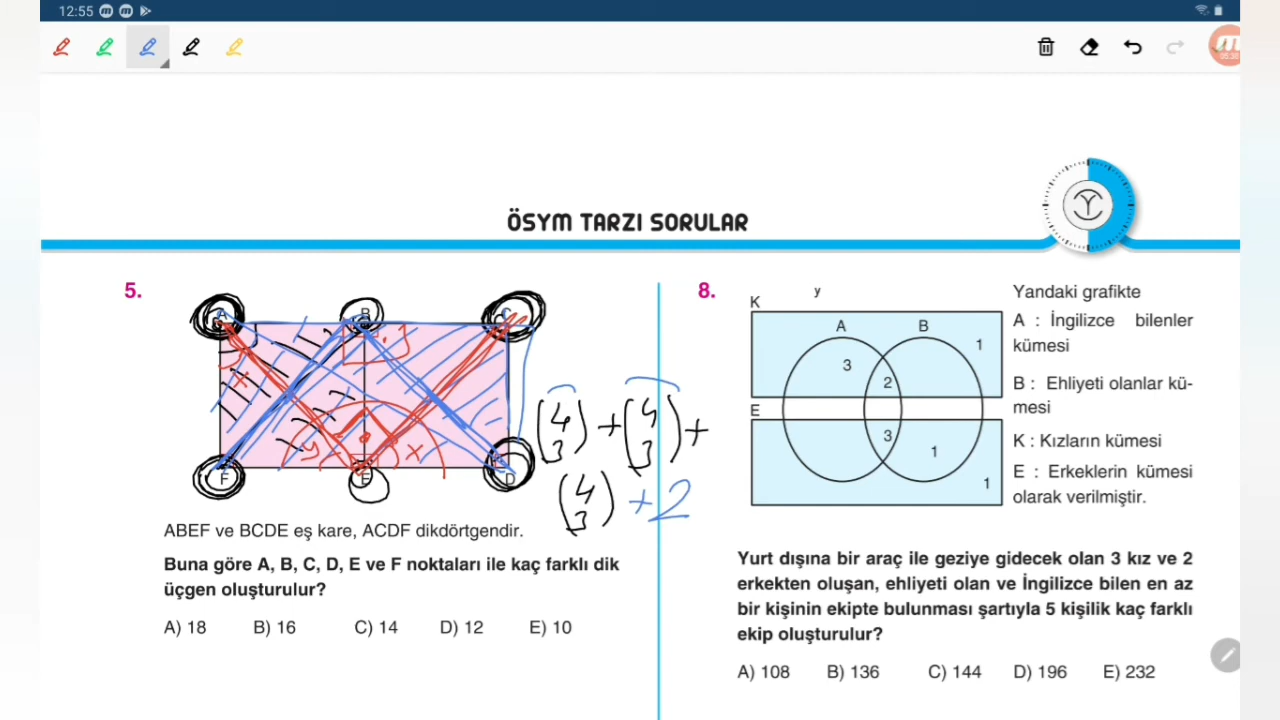 12:55
ÖSYM TARZI SORULAR
5.
A
B
C
F
E
D
x
y
x
(4 3) + (4 3) +
(4 3) + 2
ABEF ve BCDE eş kare, ACDF dikdörtgendir.
Buna göre A, B, C, D, E ve F noktaları ile kaç farklı dik
üçgen oluşturulur?
A) 18 B) 16 C) 14 D) 12 E) 10
8.
y
K
A
B
3
2
1
E
3
1
1
Yandaki grafikte
A : İngilizce bilenler
kümesi
B : Ehliyeti olanlar kü-
mesi
K : Kızların kümesi
E : Erkeklerin kümesi
olarak verilmiştir.
Yurt dışına bir araç ile geziye gidecek olan 3 kız ve 2
erkekten oluşan, ehliyeti olan ve İngilizce bilen en az
bir kişinin ekipte bulunması şartıyla 5 kişilik kaç farklı
ekip oluşturulur?
A) 108 B) 136 C) 144 D) 196 E) 232